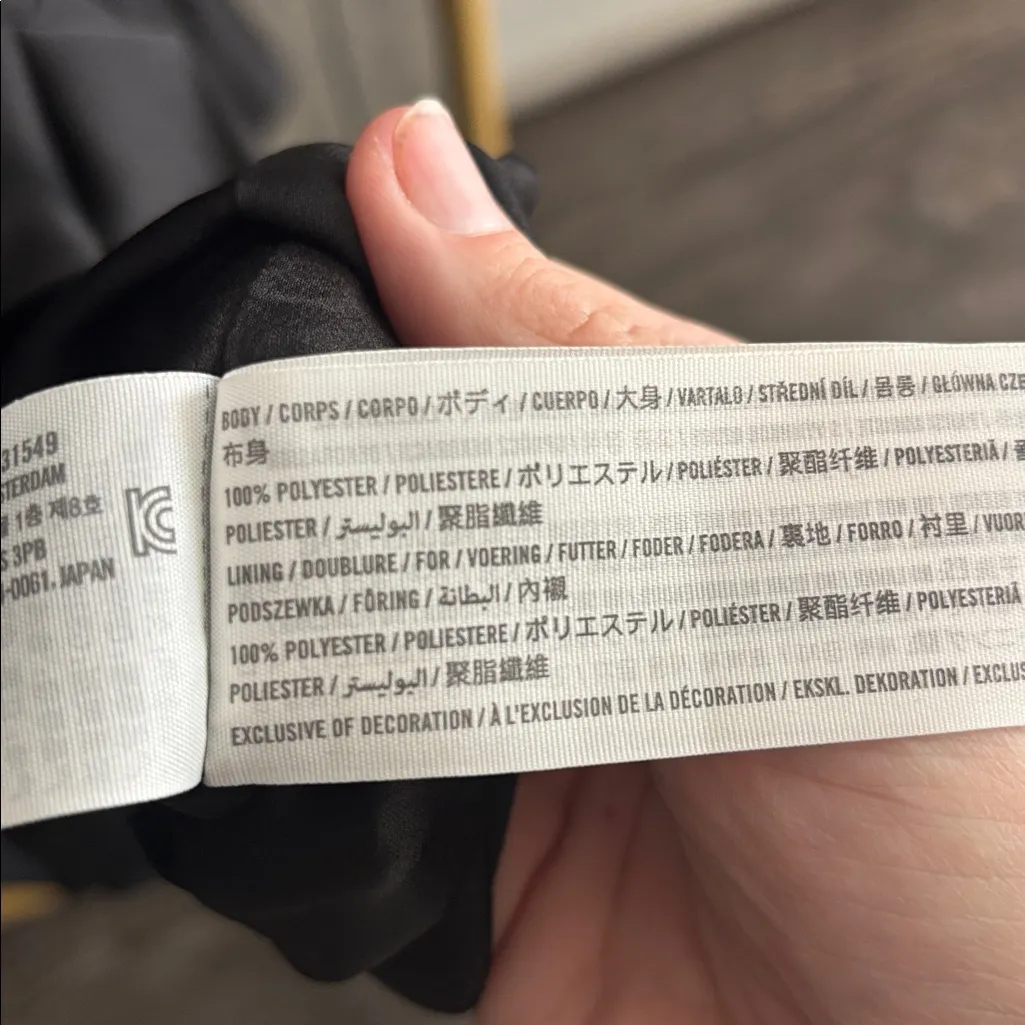 31549
STERDAM
1층 제8호
S 3PB
-0061, JAPAN
BODY / CORPS / CORPO / ボディ / CUERPO / 大身 / VARTALO / STŘEDNÍ DÍL / 몸통 / GŁÓWNA CZE
布身
100% POLYESTER / POLIESTERE / ポリエステル / POLIÉSTER / 聚酯纤维 / POLYESTERIÄ /
POLIESTER / البوليستر / 聚脂纖維
LINING / DOUBLURE / FOR / VOERING / FUTTER / FODER / FODERA / 裏地 / FORRO / 衬里 / VUOR
PODSZEWKA / FÔRING / البطانة / 內襯
100% POLYESTER / POLIESTERE / ポリエステル / POLIÉSTER / 聚酯纤维 / POLYESTERIÄ
POLIESTER / البوليستر / 聚脂纖維
EXCLUSIVE OF DECORATION / À L'EXCLUSION DE LA DÉCORATION / EKSKL. DEKORATION / EXCLUS